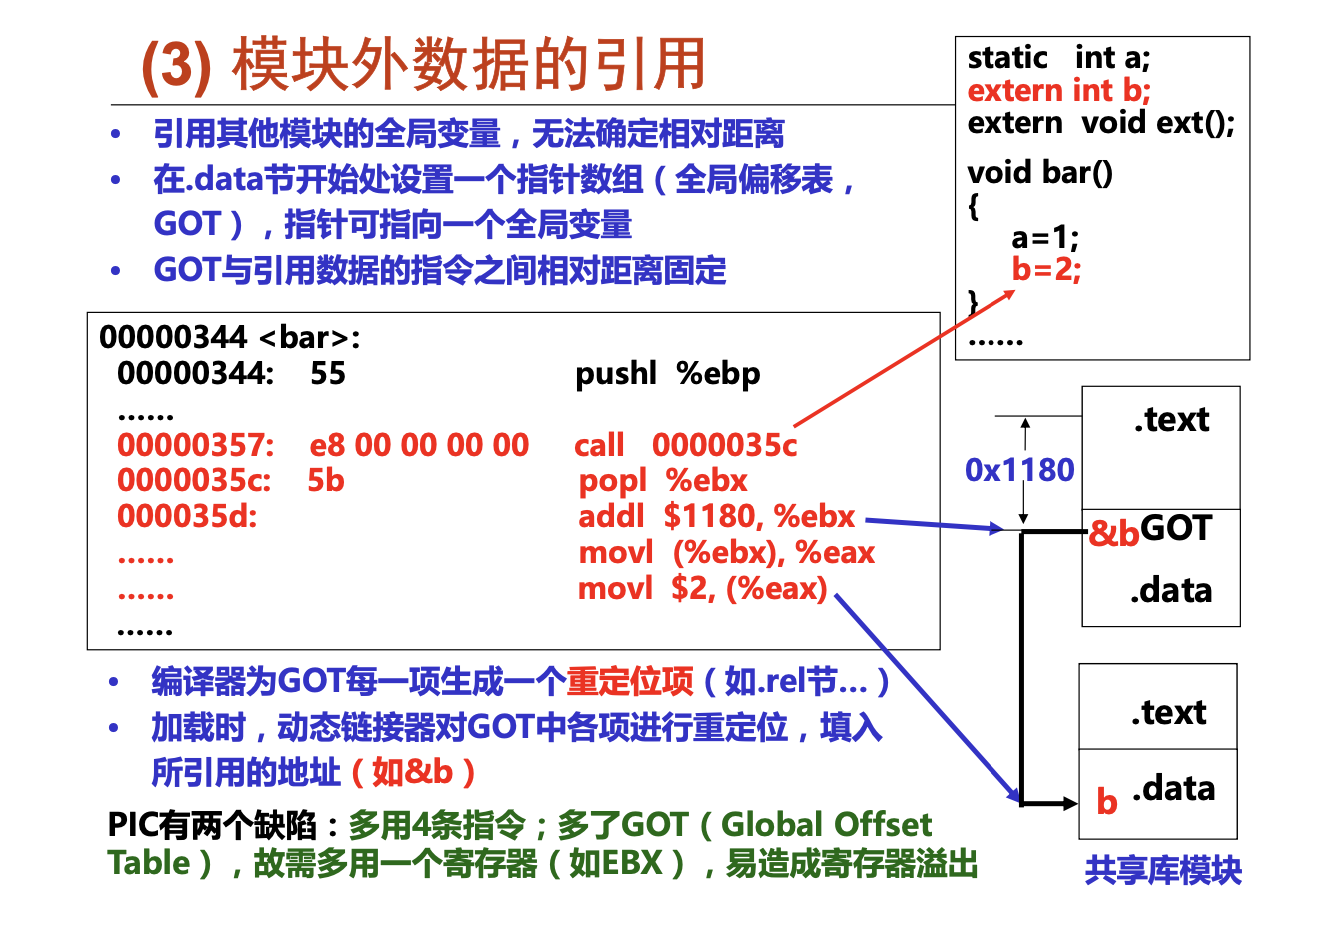 (3) 模块外数据的引用
• 引用其他模块的全局变量，无法确定相对距离
• 在.data节开始处设置一个指针数组（全局偏移表，
GOT），指针可指向一个全局变量
• GOT与引用数据的指令之间相对距离固定
static int a;
extern int b;
extern void ext();
void bar()
{
a=1;
b=2;
}
......
00000344 <bar>:
00000344: 55 pushl %ebp
......
00000357: e8 00 00 00 00 call 0000035c
0000035c: 5b popl %ebx
000035d: addl $1180, %ebx
...... movl (%ebx), %eax
...... movl $2, (%eax)
......
.text
0x1180
&bGOT
.data
.text
b .data
共享库模块
• 编译器为GOT每一项生成一个重定位项（如.rel节...）
• 加载时，动态链接器对GOT中各项进行重定位，填入
所引用的地址（如&b）
PIC有两个缺陷：多用4条指令；多了GOT（Global Offset
Table），故需多用一个寄存器（如EBX），易造成寄存器溢出